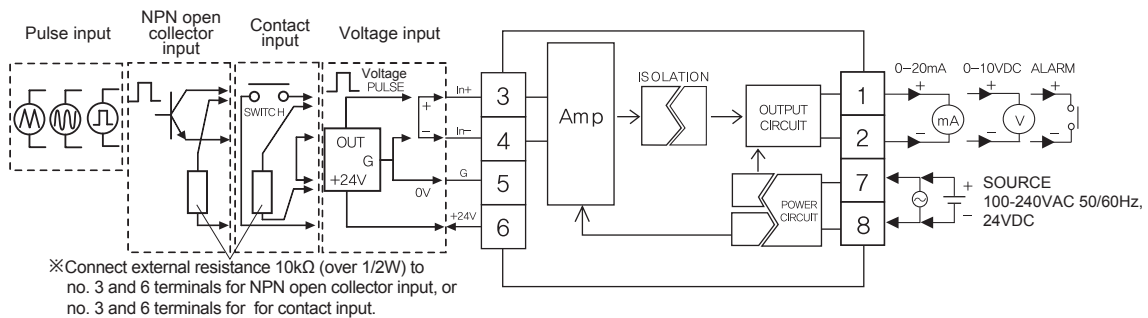 Pulse input
NPN open
collector
input
Contact
input
Voltage input
Voltage
PULSE
SWITCH
OUT
G
+24V
0V
In+
+
−
In−
G
+24V
3
4
5
6
Amp
ISOLATION
OUTPUT
CIRCUIT
POWER
CIRCUIT
1
2
7
8
0-20mA
0-10VDC
ALARM
+
+
+
mA
V
−
−
−
+
−
SOURCE
100-240VAC 50/60Hz,
24VDC
※Connect external resistance 10kΩ (over 1/2W) to
no. 3 and 6 terminals for NPN open collector input, or
no. 3 and 6 terminals for for contact input.